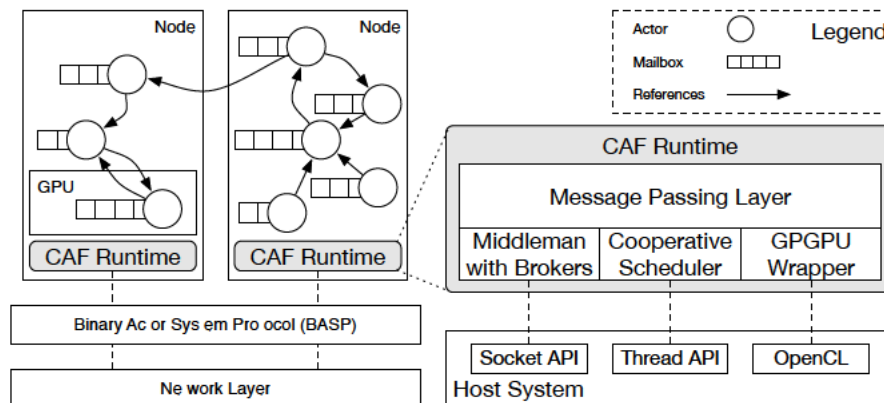 Node
GPU
CAF Runtime
Node
CAF Runtime
Binary Ac or Sys em Pro ocol (BASP)
Ne work Layer
Legend
Actor
Mailbox
References
CAF Runtime
Message Passing Layer
Middleman
with Brokers
Cooperative
Scheduler
GPGPU
Wrapper
Socket API
Thread API
OpenCL
Host System